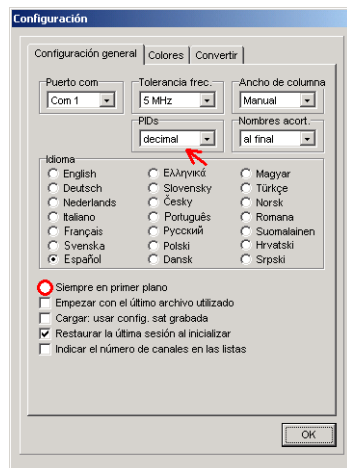 Configuración
Configuración general Colores Convertir
Puerto com Tolerancia frec. Ancho de columna
Com 1 5 MHz Manual
PIDs Nombres acort.
decimal al final
Idioma
English Ελληνικά Magyar
Deutsch Slovensky Türkçe
Nederlands Česky Norsk
Italiano Português Romana
Français Русский Suomalainen
Svenska Polski Hrvatski
Español Dansk Srpski
Siempre en primer plano
Empezar con el último archivo utilizado
Cargar: usar config. sat grabada
Restaurar la última sesión al inicializar
Indicar el número de canales en las listas
OK